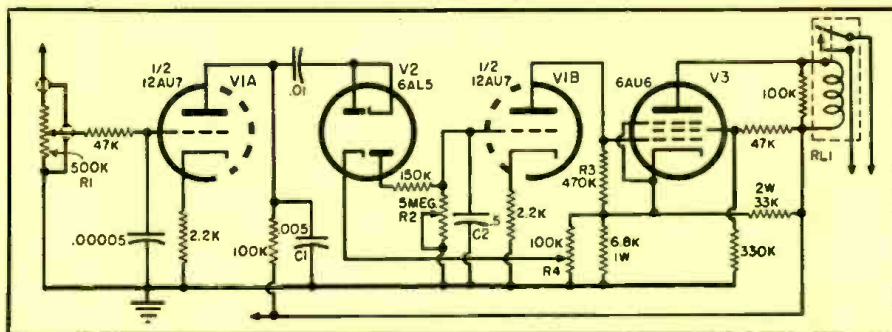 1/2
12AU7
V1A
47K
500K
R1
.00005
2.2K
.01
V2
6AL5
100K
.005
C1
150K
5MEG.
R2
1/2
12AU7
V1B
.5
C2
2.2K
R3
470K
100K
R4
6.8K
1W
6AU6
V3
47K
2W
33K
330K
100K
RL1